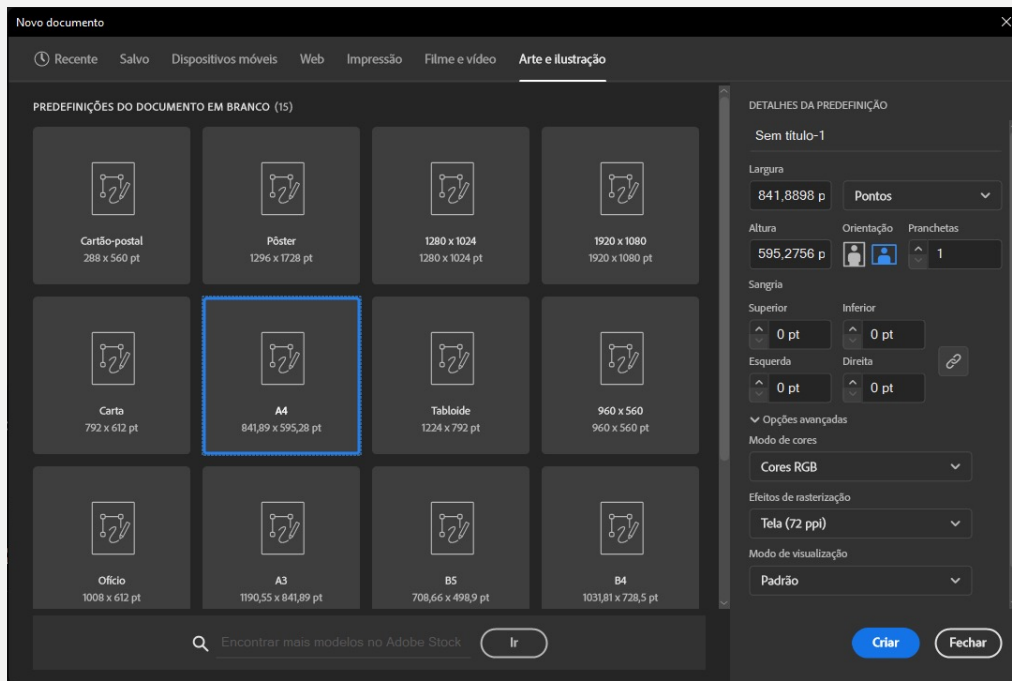 Novo documento
Recente Salvo Dispositivos móveis Web Impressão Filme e vídeo Arte e ilustração
PREDEFINIÇÕES DO DOCUMENTO EM BRANCO (15)
Cartão-postal
288 x 560 pt
Pôster
1296 x 1728 pt
1280 x 1024
1280 x 1024 pt
1920 x 1080
1920 x 1080 pt
Carta
792 x 612 pt
A4
841,89 x 595,28 pt
Tabloide
1224 x 792 pt
960 x 560
960 x 560 pt
Ofício
1008 x 612 pt
A3
1190,55 x 841,89 pt
B5
708,66 x 498,9 pt
B4
1031,81 x 728,5 pt
Encontrar mais modelos no Adobe Stock Ir
DETALHES DA PREDEFINIÇÃO
Sem título-1
Largura
841,8898 p Pontos
Altura Orientação Pranchetas
595,2756 p 1
Sangria
Superior Inferior
0 pt 0 pt
Esquerda Direita
0 pt 0 pt
Opções avançadas
Modo de cores
Cores RGB
Efeitos de rasterização
Tela (72 ppi)
Modo de visualização
Padrão
Criar Fechar